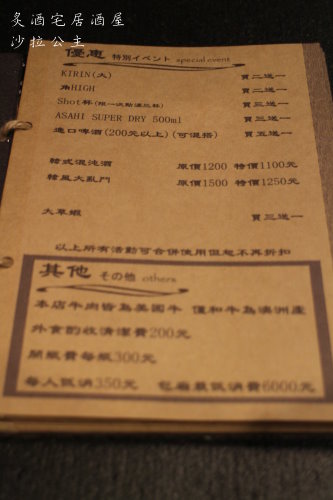 炙酒宅居酒屋
沙拉公主
優惠 特別イベント special event
KIRIN(大) 買二送一
角HIGH 買二送一
Shot杯(限一次點滿三杯) 買三送一
ASAHI SUPER DRY 500ml 買三送一
進口啤酒(200元以上)(可混搭) 買五送一
韓式混沌酒 原價1200 特價1100元
韓風大亂鬥 原價1500 特價1250元
大草蝦 買三送一
以上所有活動可合併使用但恕不再折扣
其他 その他 others
本店牛肉皆為美國牛 僅和牛為澳洲產
外食酌收清潔費200元
開瓶費每瓶300元
每人低消350元 包廂最低消費6000元